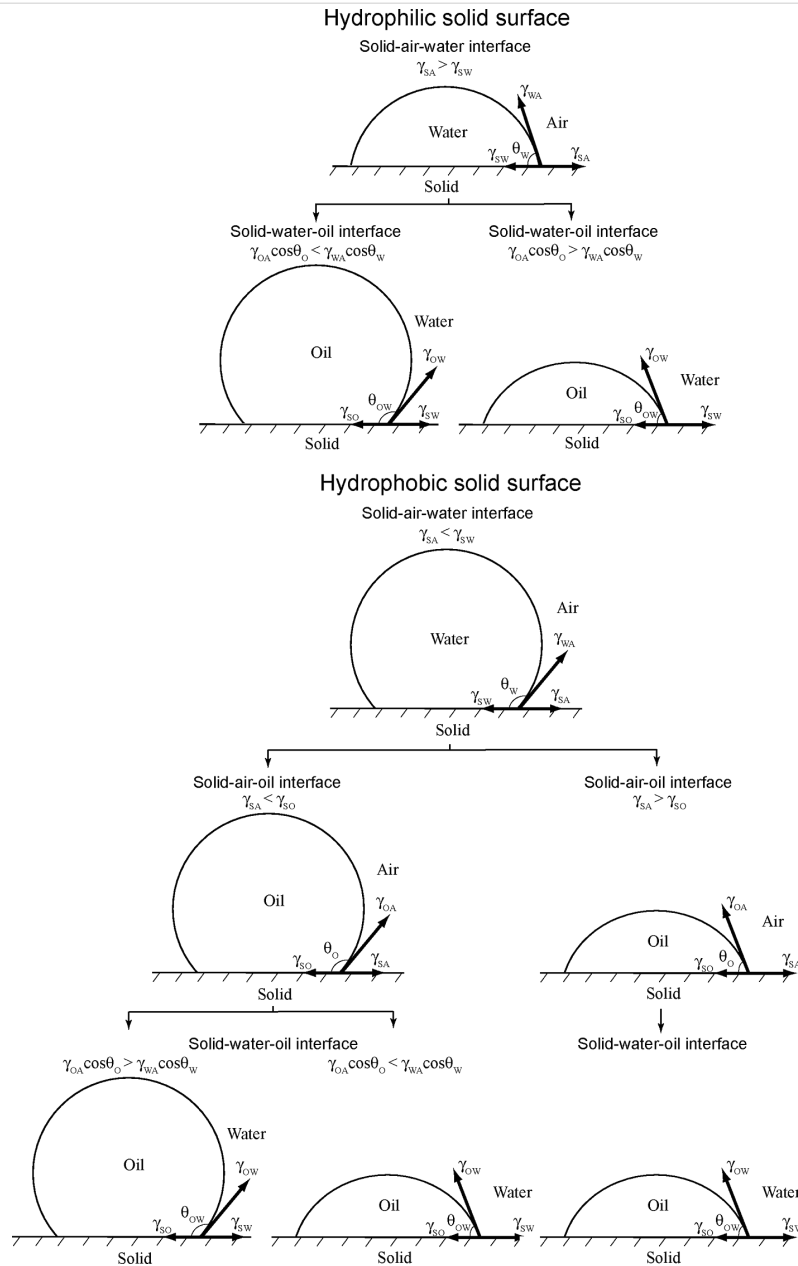 Hydrophilic solid surface
Solid-air-water interface
γSA > γSW
γWA
Air
Water
γSW θW γSA
Solid
Solid-water-oil interface Solid-water-oil interface
γOAcosθO < γWAcosθW γOAcosθO > γWAcosθW
Water
Oil
γOW
γOW
Water
Oil
γSO θOW γSW
γSO θOW γSW
Solid
Solid
Hydrophobic solid surface
Solid-air-water interface
γSA < γSW
Air
Water
γWA
γSW θW γSA
Solid
Solid-air-oil interface Solid-air-oil interface
γSA < γSO γSA > γSO
Air
Oil
γOA
γOA
Air
Oil
γSO θO γSA
γSO θO γSA
Solid
Solid
Solid-water-oil interface Solid-water-oil interface
γOAcosθO > γWAcosθW γOAcosθO < γWAcosθW
Water
Oil
γOW
γOW
Water
Oil
γOW
Water
Oil
γSO θOW γSW
γSO θOW γSW
γSO θOW γSW
Solid
Solid
Solid